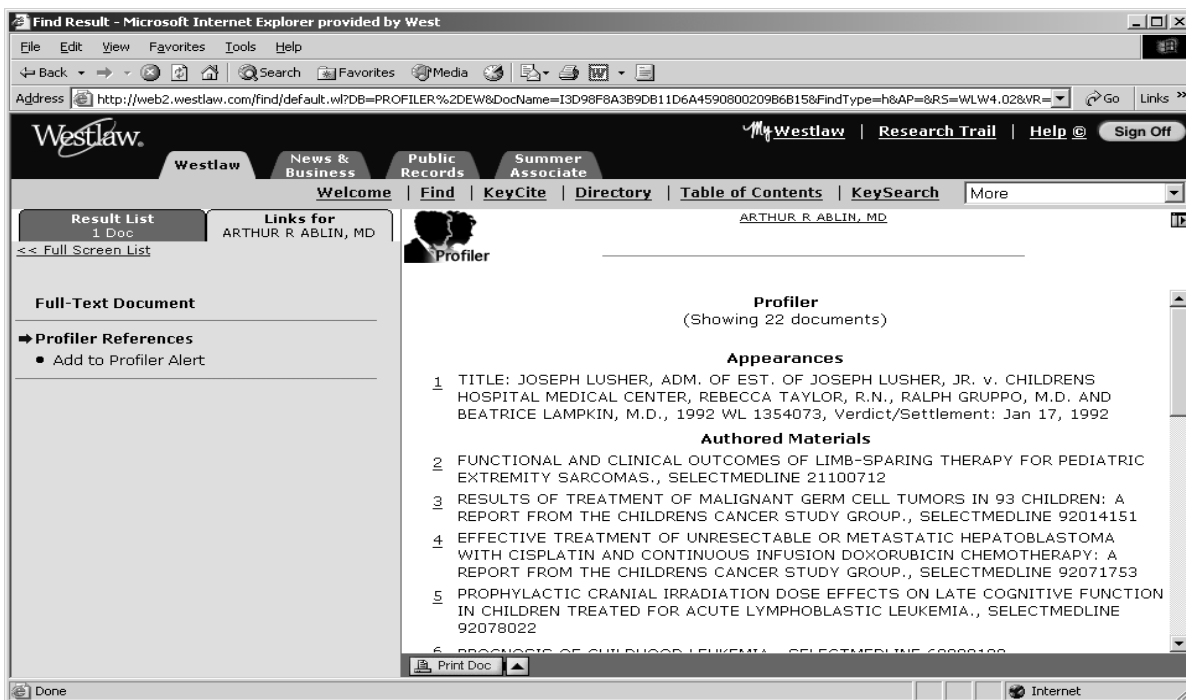 Find Result - Microsoft Internet Explorer provided by West
File Edit View Favorites Tools Help
Back Search Favorites Media
Address http://web2.westlaw.com/find/default.wl?DB=PROFILER%2DEW&DocName=I3D98F8A3B9DB11D6A4590800209B6B15&FindType=h&AP=&RS=WLW4.02&VR= Go Links »
Westlaw. My Westlaw | Research Trail | Help © Sign Off
Westlaw News & Business Public Records Summer Associate
Welcome | Find | KeyCite | Directory | Table of Contents | KeySearch More
Result List
1 Doc
Links for
ARTHUR R ABLIN, MD
<< Full Screen List
Full-Text Document
Profiler References
• Add to Profiler Alert
ARTHUR R ABLIN, MD
Profiler
Profiler
(Showing 22 documents)
Appearances
1 TITLE: JOSEPH LUSHER, ADM. OF EST. OF JOSEPH LUSHER, JR. v. CHILDRENS
HOSPITAL MEDICAL CENTER, REBECCA TAYLOR, R.N., RALPH GRUPPO, M.D. AND
BEATRICE LAMPKIN, M.D., 1992 WL 1354073, Verdict/Settlement: Jan 17, 1992
Authored Materials
2 FUNCTIONAL AND CLINICAL OUTCOMES OF LIMB-SPARING THERAPY FOR PEDIATRIC
EXTREMITY SARCOMAS., SELECTMEDLINE 21100712
3 RESULTS OF TREATMENT OF MALIGNANT GERM CELL TUMORS IN 93 CHILDREN: A
REPORT FROM THE CHILDRENS CANCER STUDY GROUP., SELECTMEDLINE 92014151
4 EFFECTIVE TREATMENT OF UNRESECTABLE OR METASTATIC HEPATOBLASTOMA
WITH CISPLATIN AND CONTINUOUS INFUSION DOXORUBICIN CHEMOTHERAPY: A
REPORT FROM THE CHILDRENS CANCER STUDY GROUP., SELECTMEDLINE 92071753
5 PROPHYLACTIC CRANIAL IRRADIATION DOSE EFFECTS ON LATE COGNITIVE FUNCTION
IN CHILDREN TREATED FOR ACUTE LYMPHOBLASTIC LEUKEMIA., SELECTMEDLINE
92078022
6 PROGNOSIS OF CHILDHOOD LEUKEMIA., SELECTMEDLINE
Print Doc
Done Internet